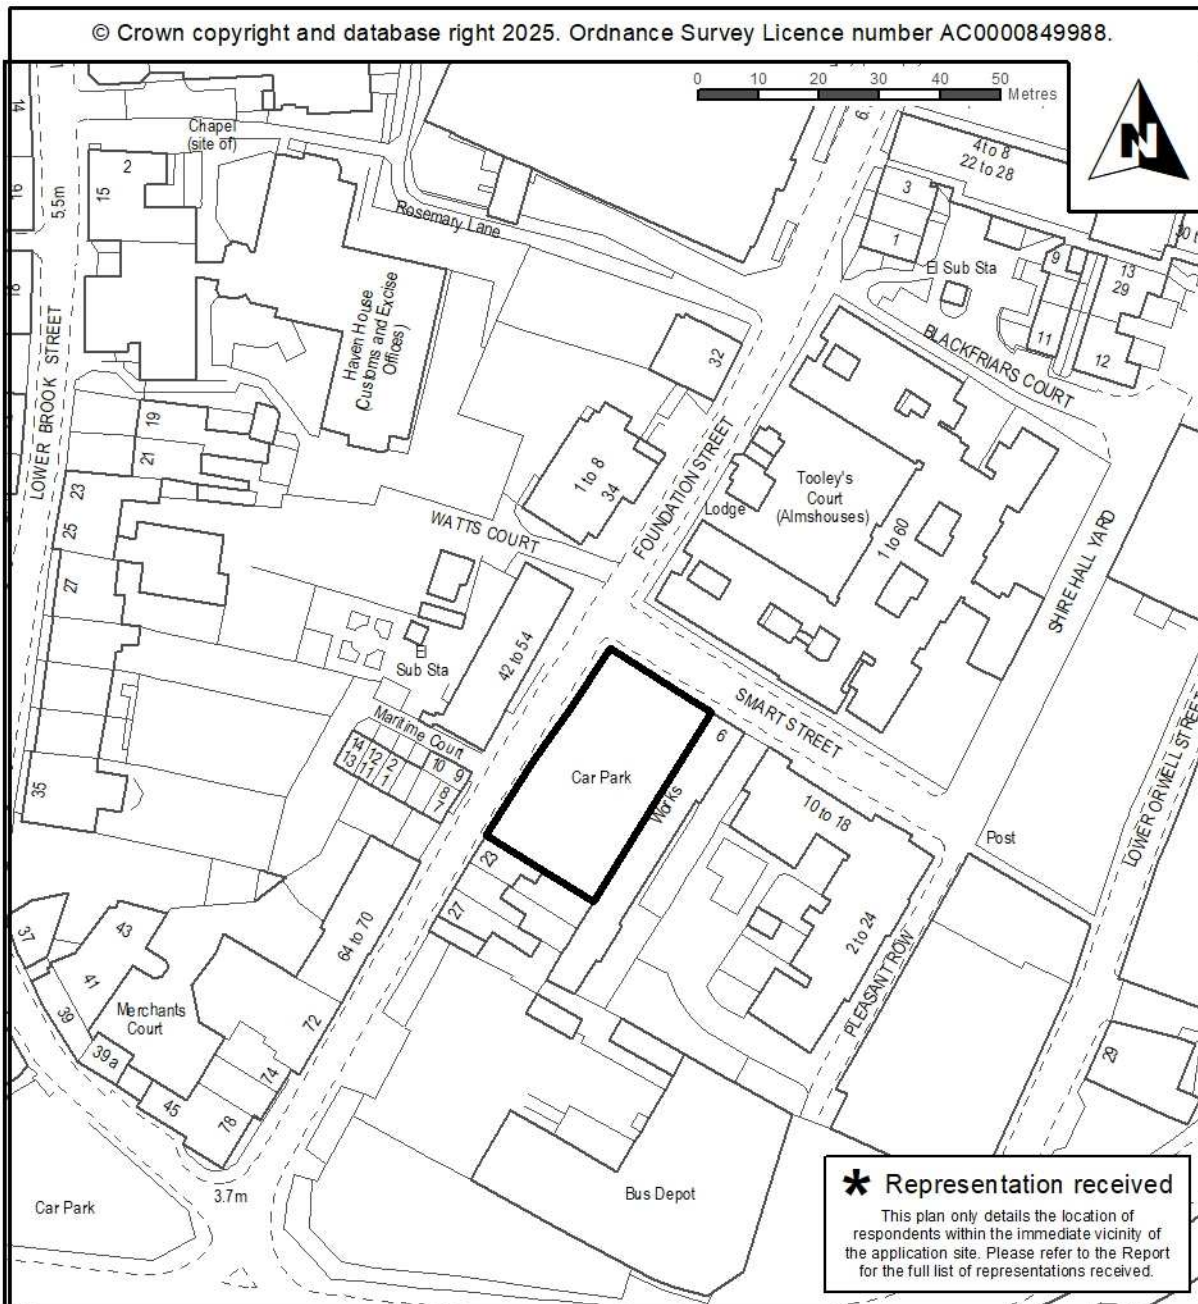 © Crown copyright and database right 2025. Ordnance Survey Licence number AC0000849988.
0 10 20 30 40 50
Metres
N
14
Chapel
(site of)
2
15
5.5m
16
18
Rosemary Lane
Haven House
(Customs and Excise
Offices)
LOWER BROOK STREET
4 to 8
22 to 28
3
1
El Sub Sta
9
13
29
11
12
BLACKFRIARS COURT
32
FOUNDATION STREET
1 to 8
34
19
21
23
25
27
35
WATTS COURT
Tooley's
Court
(Almshouses)
Lodge
1 to 60
SHIRE HALL YARD
El
Sub Sta
42 to 54
SMART STREET
LOWER ORWELL STREET
Maritime Court
14
13
12
11
2
1
10
9
8
7
Car Park
6
Works
10 to 18
Post
23
27
2 to 24
PLEASANT ROW
64 to 70
72
74
78
37
43
41
39
Merchants
Court
39a
45
3.7m
Car Park
Bus Depot
29
* Representation received
This plan only details the location of
respondents within the immediate vicinity of
the application site. Please refer to the Report
for the full list of representations received.